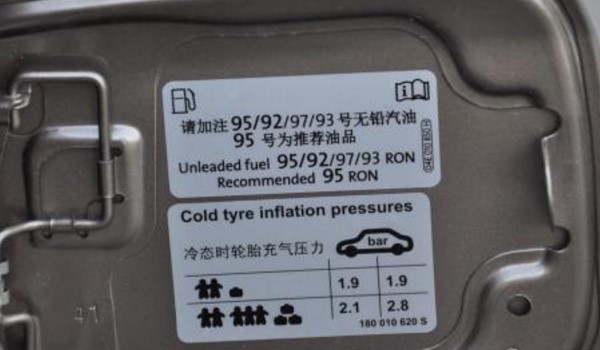 请加注 95/92/97/93 号无铅汽油
95 号为推荐油品
Unleaded fuel 95/92/97/93 RON
Recommended 95 RON
Cold tyre inflation pressures
冷态时轮胎充气压力
bar
1.9 1.9
2.1 2.8
180 010 620 S